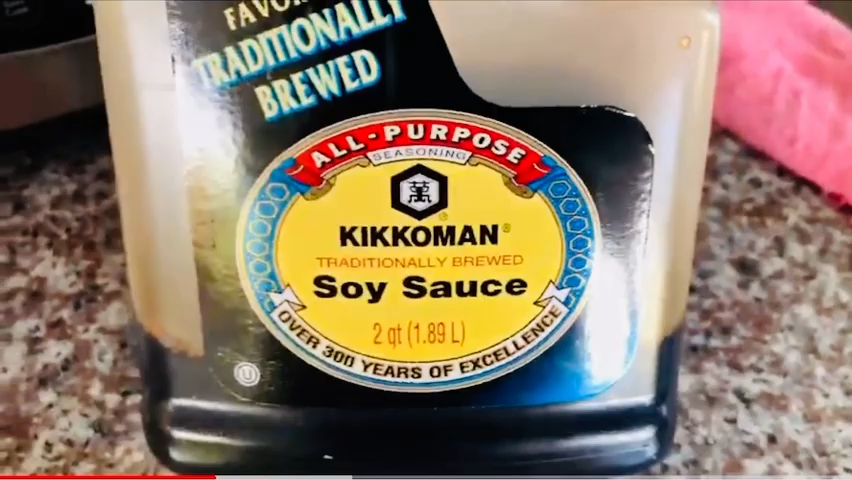 FAVOR
TRADITIONALLY
BREWED
ALL-PURPOSE
SEASONING
KIKKOMAN®
TRADITIONALLY BREWED
Soy Sauce
2 qt (1.89 L)
OVER 300 YEARS OF EXCELLENCE
U